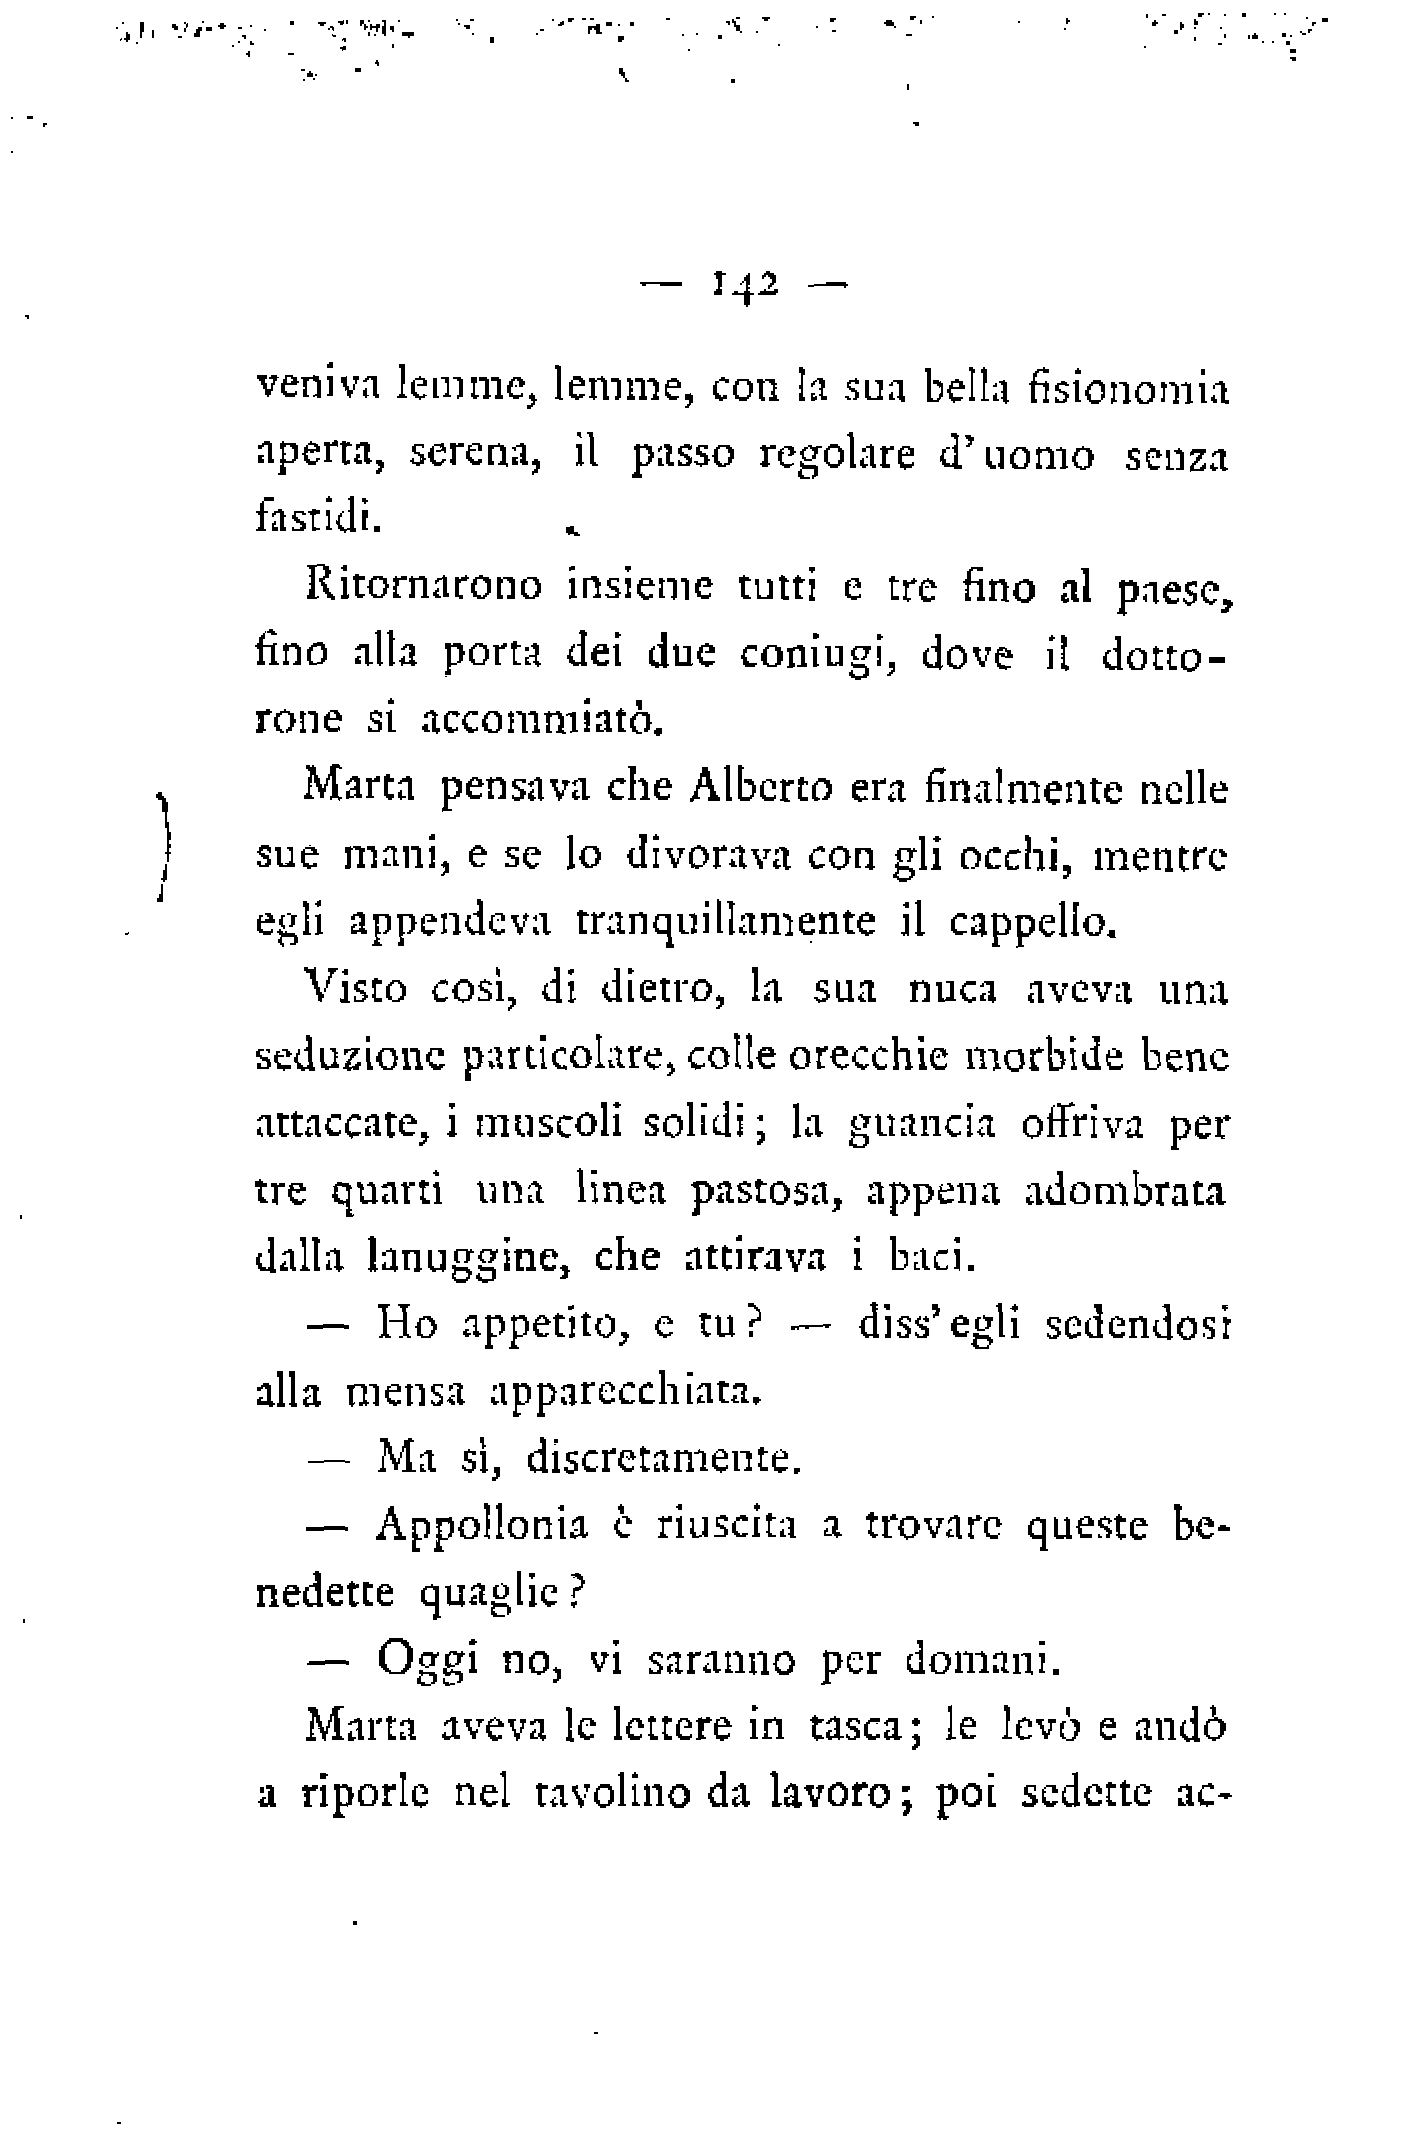 — 142 —
veniva lemme, lemme, con la sua bella fisionomia
aperta, serena, il passo regolare d'uomo senza
fastidi.
Ritornarono insieme tutti e tre fino al paese,
fino alla porta dei due coniugi, dove il dotto-
rone si accommiatò.
Marta pensava che Alberto era finalmente nelle
sue mani, e se lo divorava con gli occhi, mentre
egli appendeva tranquillamente il cappello.
Visto così, di dietro, la sua nuca aveva una
seduzione particolare, colle orecchie morbide bene
attaccate, i muscoli solidi; la guancia offriva per
tre quarti una linea pastosa, appena adombrata
dalla lanuggine, che attirava i baci.
— Ho appetito, e tu? — diss'egli sedendosi
alla mensa apparecchiata.
— Ma sì, discretamente.
— Appollonia è riuscita a trovare queste be-
nedette quaglie?
— Oggi no, vi saranno per domani.
Marta aveva le lettere in tasca; le levò e andò
a riporle nel tavolino da lavoro; poi sedette ac-